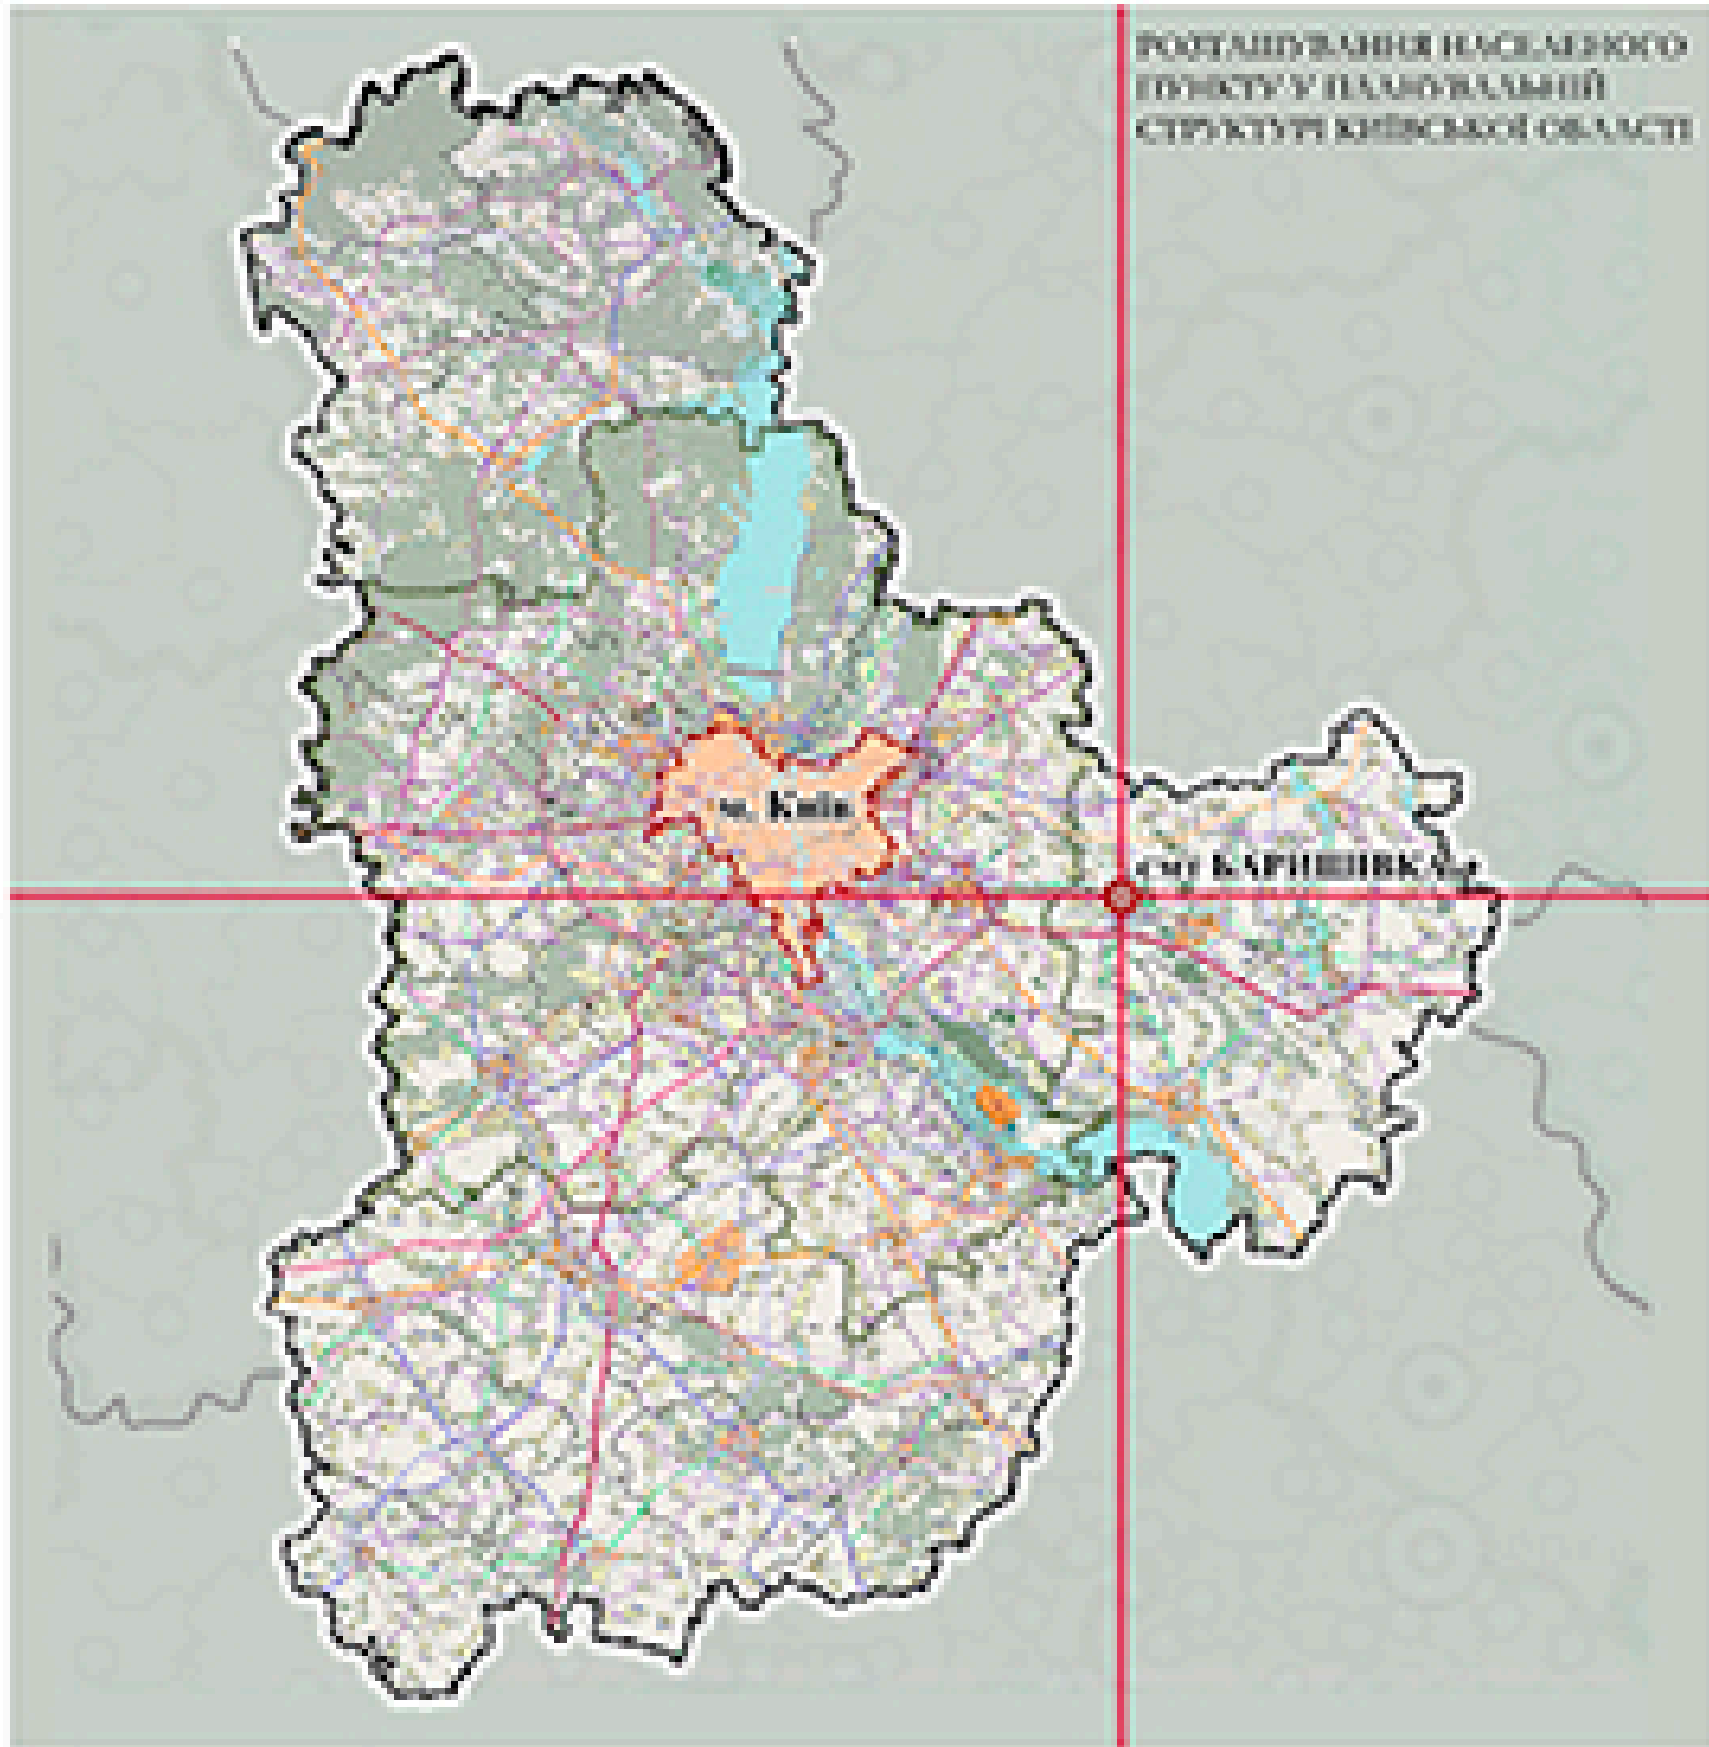 РОЗТАШУВАННЯ НАСЕЛЕНОГО
ПУНКТУ У ПЛАНУВАЛЬНІЙ
СТРУКТУРІ КИЇВСЬКОЇ ОБЛАСТІ
м. Київ
смт БАРИШІВКА